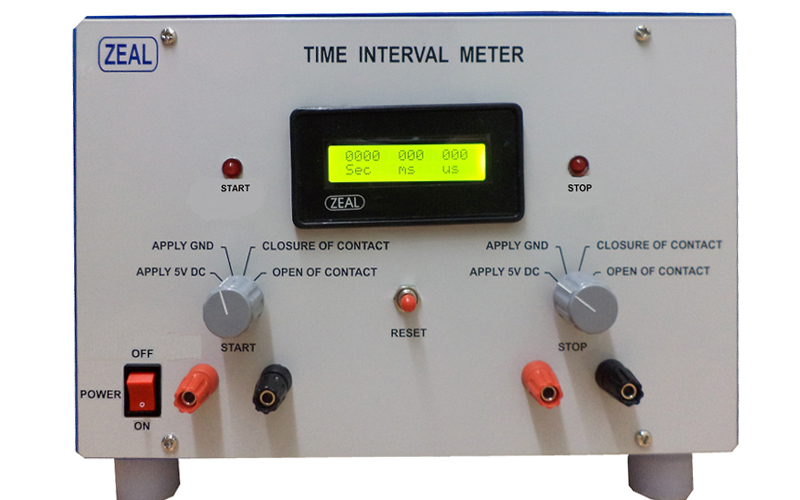 ZEAL
TIME INTERVAL METER
0000 000 000
Sec ms us
ZEAL
START
STOP
APPLY GND
CLOSURE OF CONTACT
APPLY 5V DC
OPEN OF CONTACT
START
APPLY GND
CLOSURE OF CONTACT
APPLY 5V DC
OPEN OF CONTACT
STOP
RESET
OFF
POWER
ON